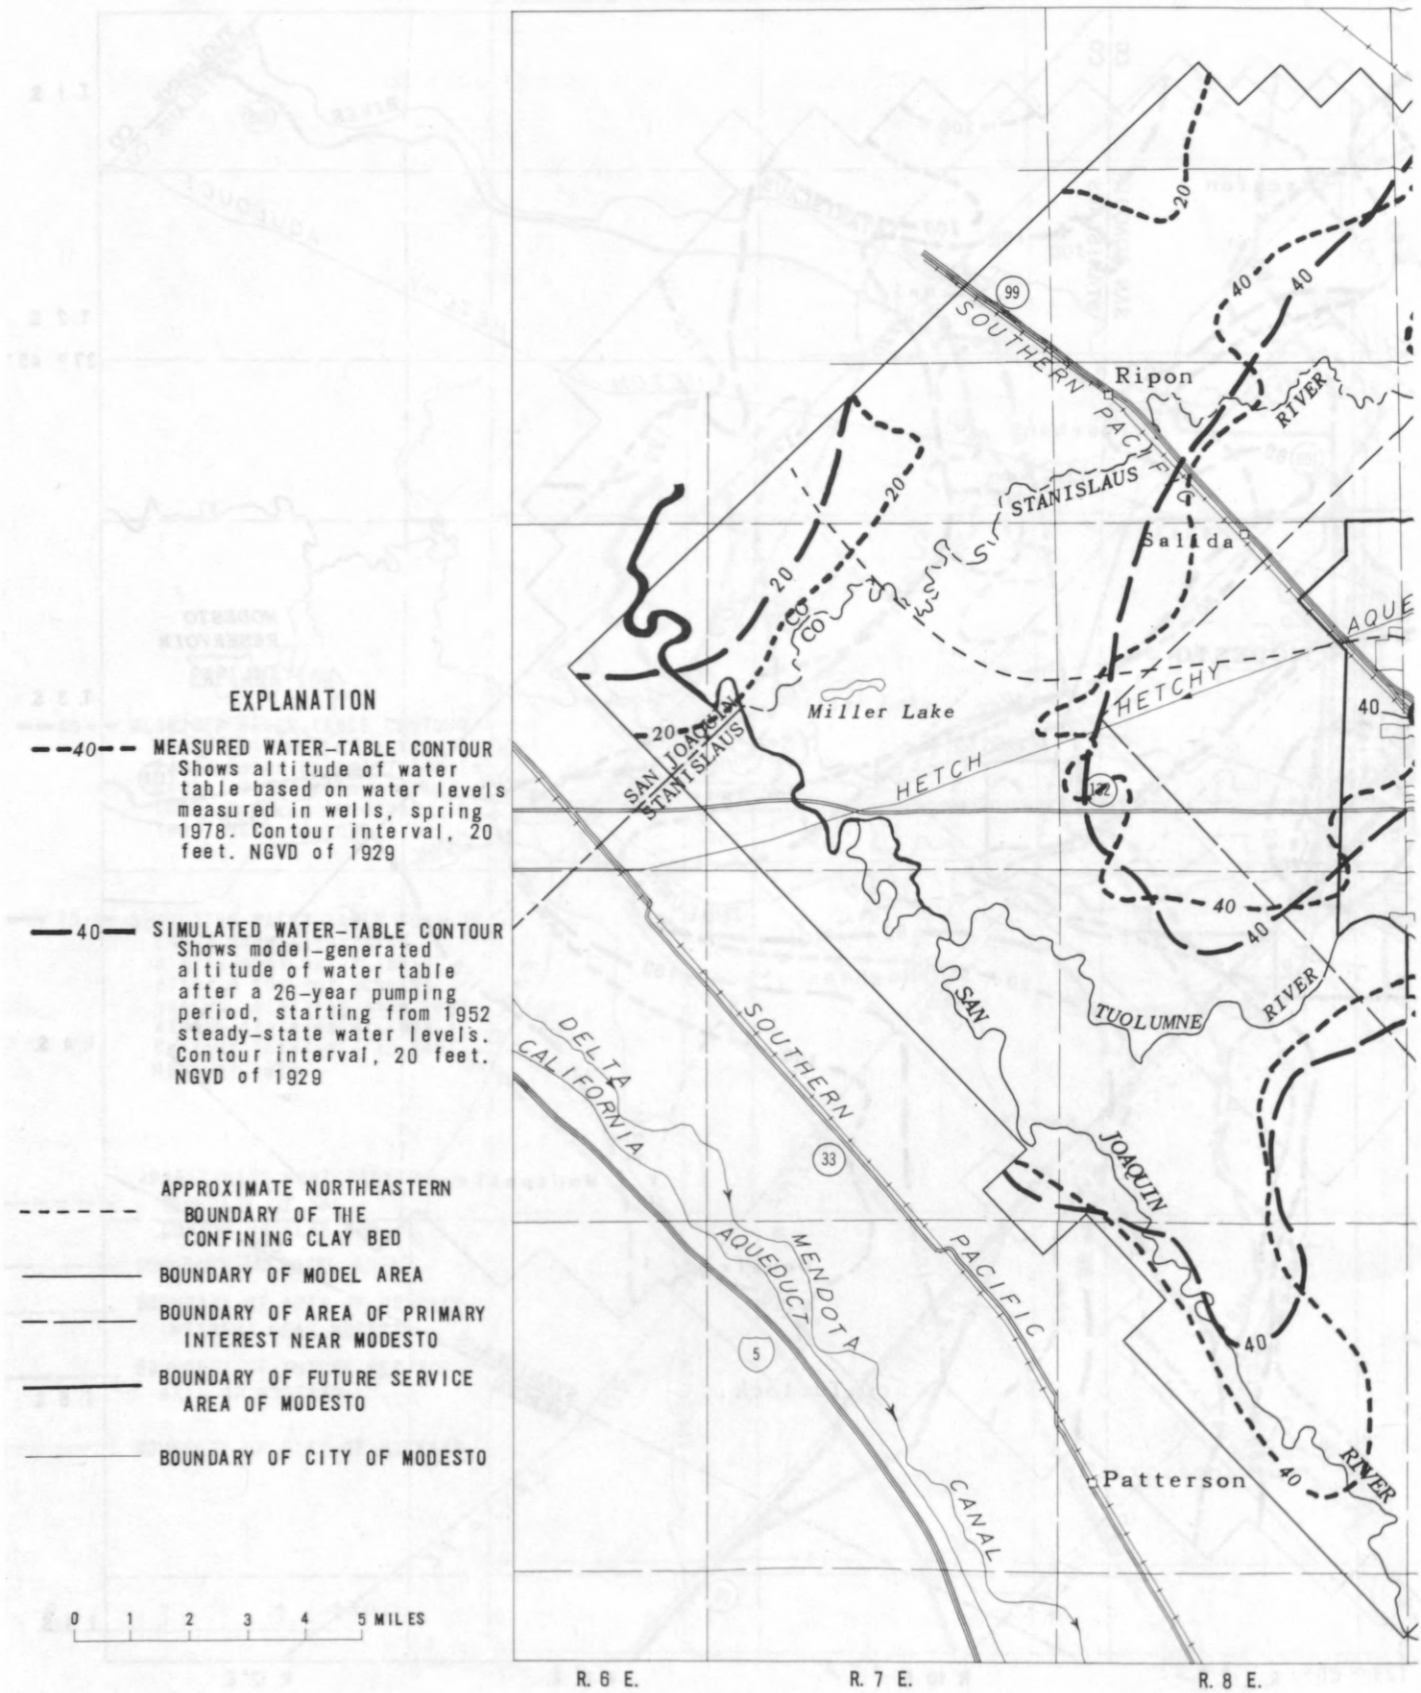 EXPLANATION
40 MEASURED WATER-TABLE CONTOUR
Shows altitude of water
table based on water levels
measured in wells, spring
1978. Contour interval, 20
feet. NGVD of 1929
40 SIMULATED WATER-TABLE CONTOUR
Shows model-generated
altitude of water table
after a 26-year pumping
period, starting from 1952
steady-state water levels.
Contour interval, 20 feet.
NGVD of 1929
APPROXIMATE NORTHEASTERN
BOUNDARY OF THE
CONFINING CLAY BED
BOUNDARY OF MODEL AREA
BOUNDARY OF AREA OF PRIMARY
INTEREST NEAR MODESTO
BOUNDARY OF FUTURE SERVICE
AREA OF MODESTO
BOUNDARY OF CITY OF MODESTO
0 1 2 3 4 5 MILES
20
40
40
99
SOUTHERN PACIFIC
Ripon
RIVER
STANISLAUS
20
Salida
20
CO
CO
AQUE
HETCHY
Miller Lake
40
20
SAN JOAQUIN
STANISLAUS
HETCH
132
40
40
SAN
TUOLUMNE
RIVER
DELTA
CALIFORNIA
SOUTHERN
33
JOAQUIN
MENDOTA
AQUEDUCT
PACIFIC
5
40
40
RIVER
Patterson
CANAL
R. 6 E.
R. 7 E.
R. 8 E.